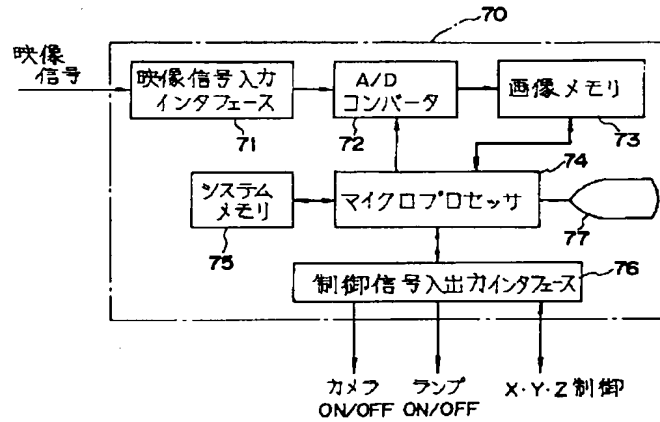 70
映像
信号
映像信号入力
インタフェース
71
A/D
コンバータ
72
画像メモリ
73
74
システム
メモリ
75
マイクロプロセッサ
77
76
制御信号入出力インタフェース
カメラ
ON/OFF
ランプ
ON/OFF
X·Y·Z制御